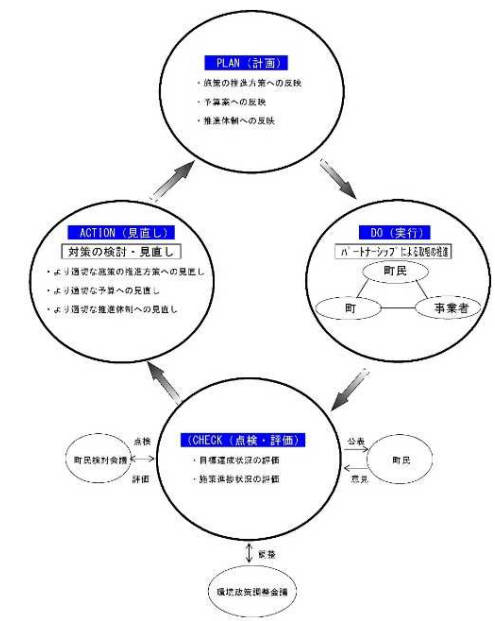 PLAN（計画）
・施策の推進方策への反映
・予算案への反映
・推進体制への反映
ACTION（見直し）
対策の検討・見直し
・より適切な施策の推進方策への見直し
・より適切な予算への見直し
・より適切な推進体制への見直し
DO（実行）
パートナーシップによる取組の推進
町民
町
事業者
(CHECK（点検・評価）
・目標達成状況の評価
・施策進捗状況の評価
点検
町民検討会議
評価
公表
町民
意見
調整
環境政策調整会議